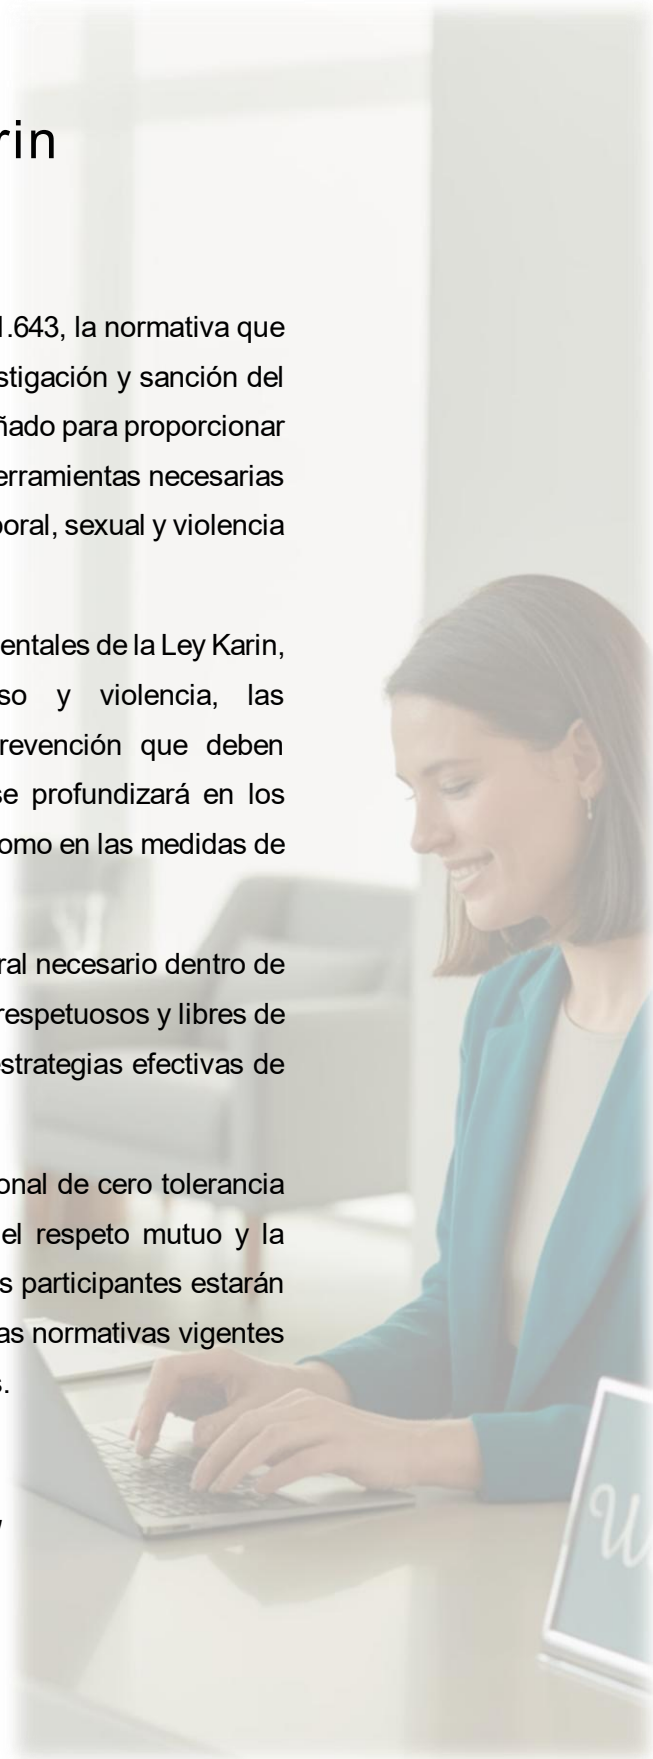 rin
1.643, la normativa que
stigación y sanción del
ñado para proporcionar
erramientas necesarias
boral, sexual y violencia
entales de la Ley Karin,
so y violencia, las
revención que deben
se profundizará en los
omo en las medidas de
ral necesario dentro de
respetuosos y libres de
estrategias efectivas de
onal de cero tolerancia
el respeto mutuo y la
s participantes estarán
as normativas vigentes
s.